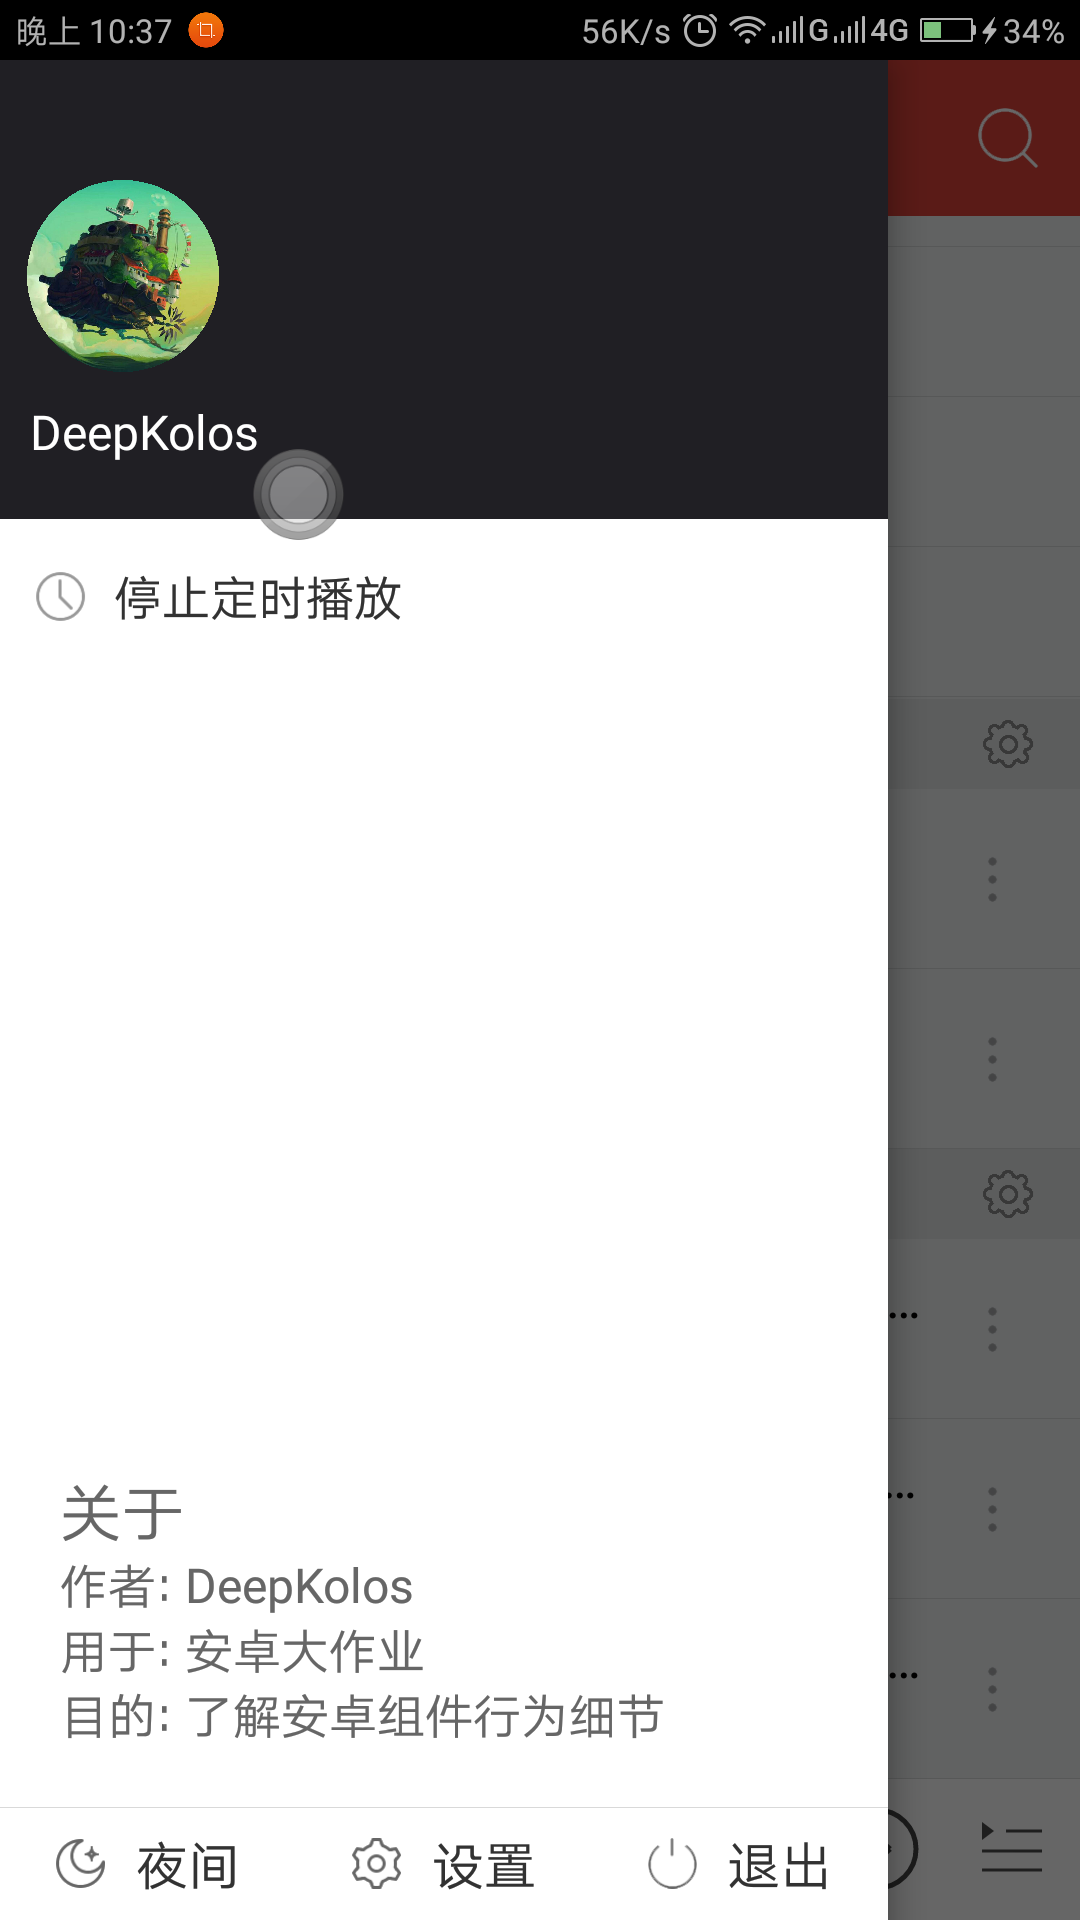 晚上 10:37
56K/s
G
4G
34%
DeepKolos
停止定时播放
关于
作者: DeepKolos
用于: 安卓大作业
目的: 了解安卓组件行为细节
夜间
设置
退出